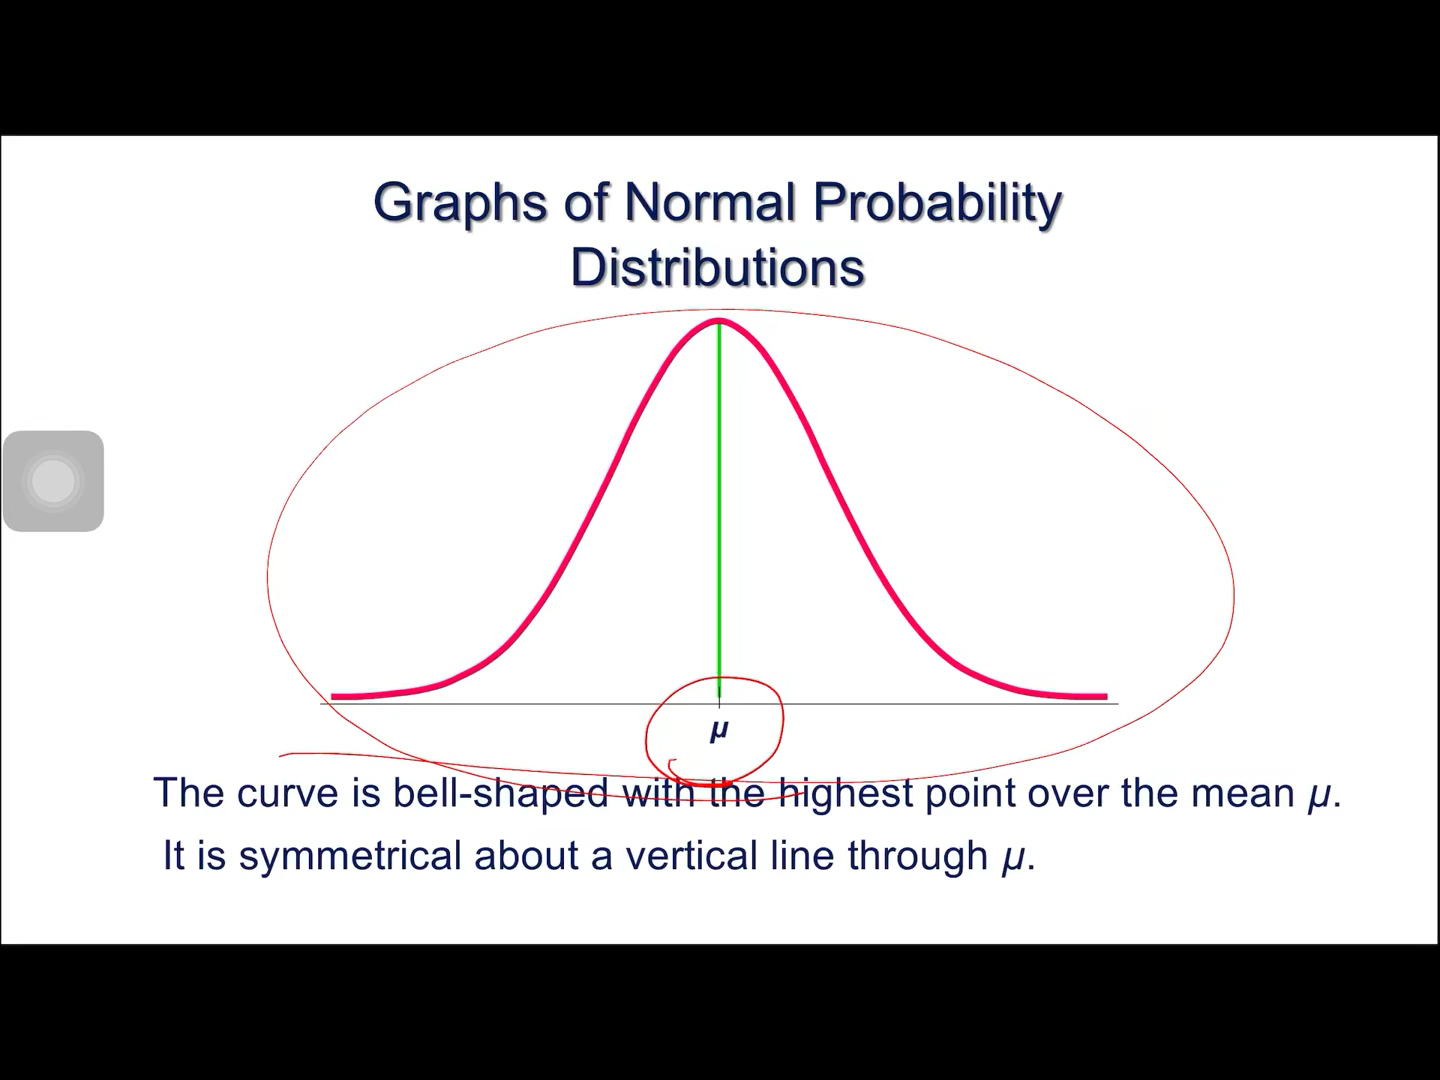 Graphs of Normal Probability
Distributions
μ
The curve is bell-shaped with the highest point over the mean μ.
It is symmetrical about a vertical line through μ.